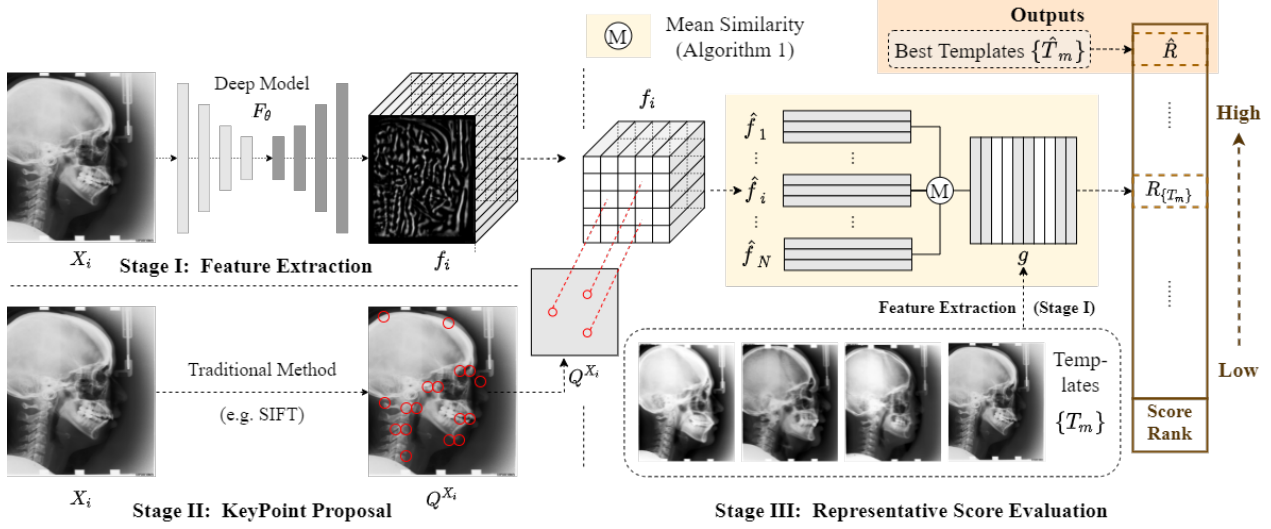 Mean Similarity
(Algorithm 1)
M
Outputs
Best Templates {T̂_m}
R̂
Deep Model
F_θ
X_i
f_i
Stage I: Feature Extraction
f_i
f̂_1
f̂_i
f̂_N
M
g
R_{T_m}
High
Low
Score
Rank
Feature Extraction (Stage I)
Traditional Method
(e.g. SIFT)
X_i
Q^{X_i}
Q^{X_i}
Stage II: KeyPoint Proposal
Temp-
lates
{T_m}
Stage III: Representative Score Evaluation